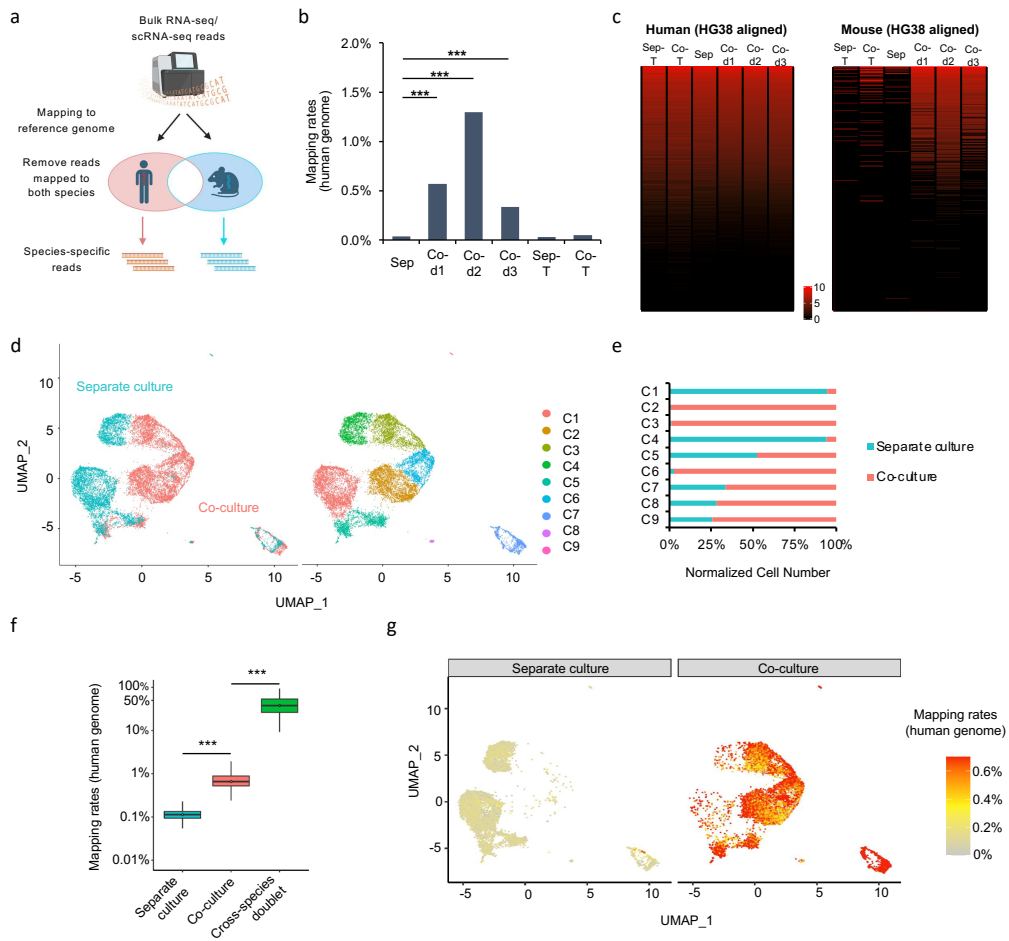 a
Bulk RNA-seq/
scRNA-seq reads
Mapping to
reference genome
Remove reads
mapped to
both species
Species-specific
reads
b
Mapping rates
(human genome)
2.0%
1.5%
1.0%
0.5%
0.0%
***
***
***
Sep
Co-
d1
Co-
d2
Co-
d3
Sep-
T
Co-
T
c
Human (HG38 aligned)
Sep-
T
Co-
T
Sep
Co-
d1
Co-
d2
Co-
d3
10
5
0
Mouse (HG38 aligned)
Sep-
T
Co-
T
Sep
Co-
d1
Co-
d2
Co-
d3
d
UMAP_2
10
5
0
-5
Separate culture
Co-culture
-5
0
5
10
-5
0
5
10
UMAP_1
C1
C2
C3
C4
C5
C6
C7
C8
C9
e
C1
C2
C3
C4
C5
C6
C7
C8
C9
0%
25%
50%
75%
100%
Normalized Cell Number
Separate culture
Co-culture
f
Mapping rates (human genome)
100%
50%
10%
1%
0.1%
0.01%
***
***
Separate
culture
Co-culture
Cross-species
doublet
g
Separate culture
Co-culture
UMAP_2
10
5
0
-5
-5
0
5
10
-5
0
5
10
UMAP_1
Mapping rates
(human genome)
0.6%
0.4%
0.2%
0%